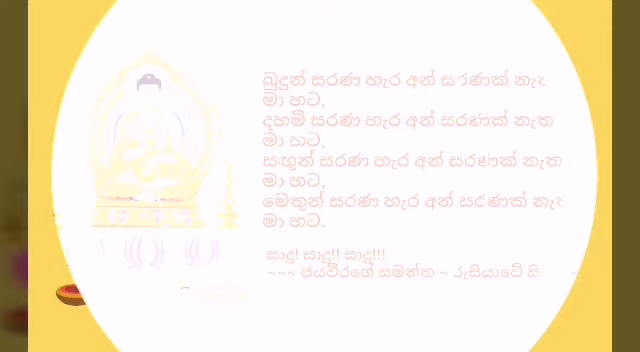 බුදුන් සරණ හැර අන් සරණක්
මා හට,
දහම් සරණ හැර අන් සරණක් නැත
මා හට,
සඟුන් සරණ හැර අන් සරණක් නැත
මා හට,
මෙතුන් සරණ හැර අන් සරණක්
මා හට.
සාදු! සාදු!! සාදු!!!
~~~ ජයවීරගේ සමන්ත ~ රුසියාවේ